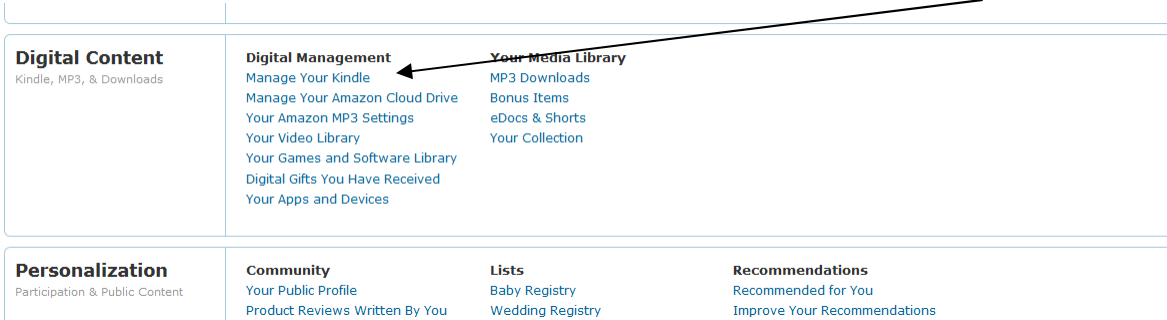 Digital Content
Kindle, MP3, & Downloads
Digital Management
Manage Your Kindle
Manage Your Amazon Cloud Drive
Your Amazon MP3 Settings
Your Video Library
Your Games and Software Library
Digital Gifts You Have Received
Your Apps and Devices
Your Media Library
MP3 Downloads
Bonus Items
eDocs & Shorts
Your Collection
Personalization
Participation & Public Content
Community
Your Public Profile
Product Reviews Written By You
Lists
Baby Registry
Wedding Registry
Recommendations
Recommended for You
Improve Your Recommendations